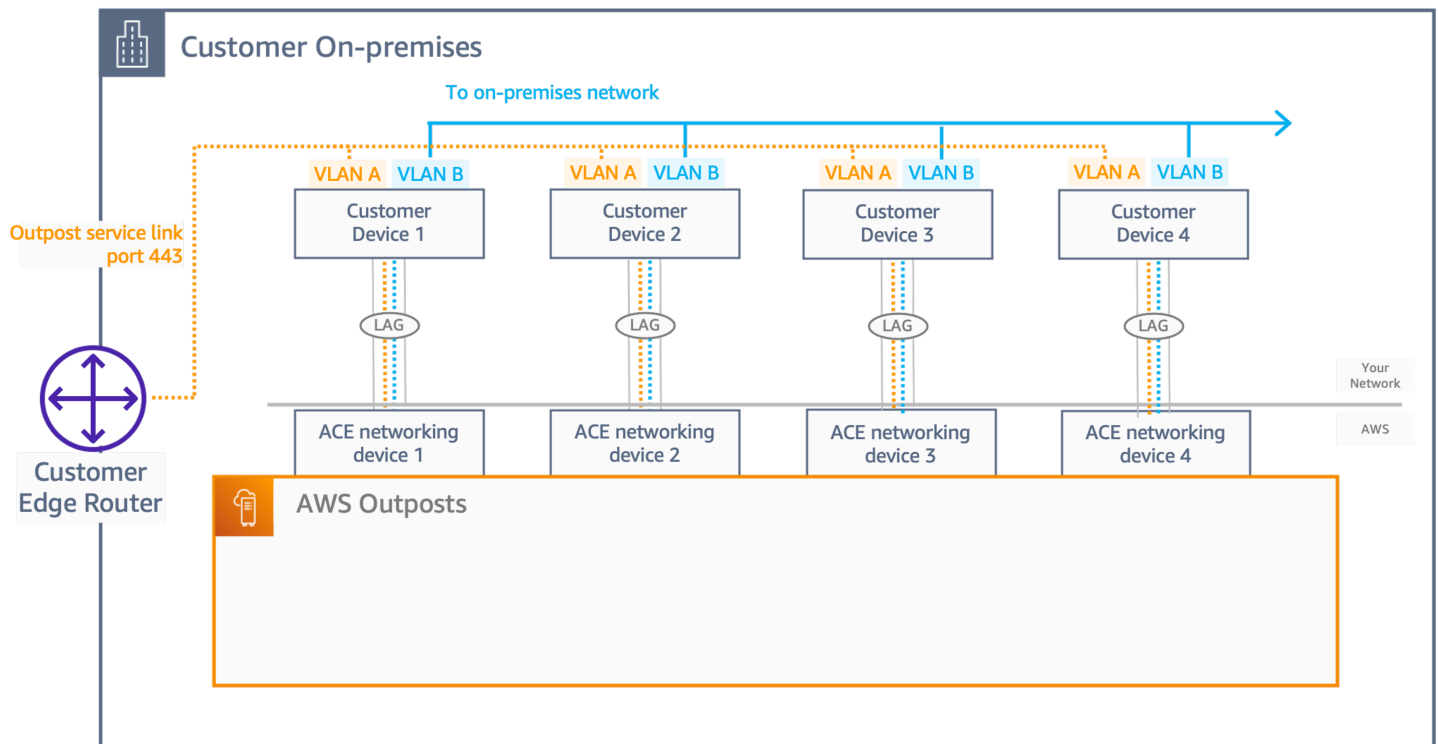 Customer On-premises
To on-premises network
VLAN A
VLAN B
VLAN A
VLAN B
VLAN A
VLAN B
VLAN A
VLAN B
Customer
Device 1
Customer
Device 2
Customer
Device 3
Customer
Device 4
Outpost service link
port 443
LAG
LAG
LAG
LAG
Your
Network
AWS
ACE networking
device 1
ACE networking
device 2
ACE networking
device 3
ACE networking
device 4
Customer
Edge Router
AWS Outposts